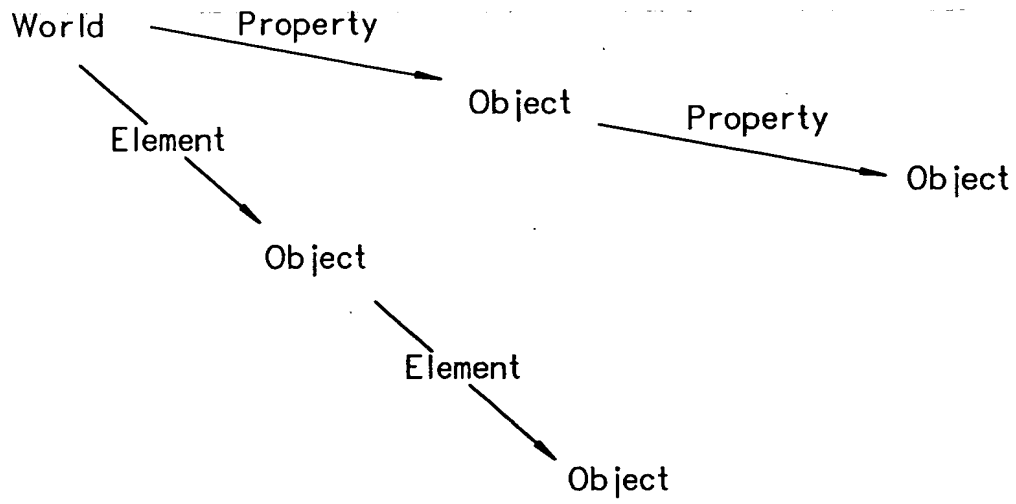 World Property
Object Property
Element
Object
Object
Element
Object